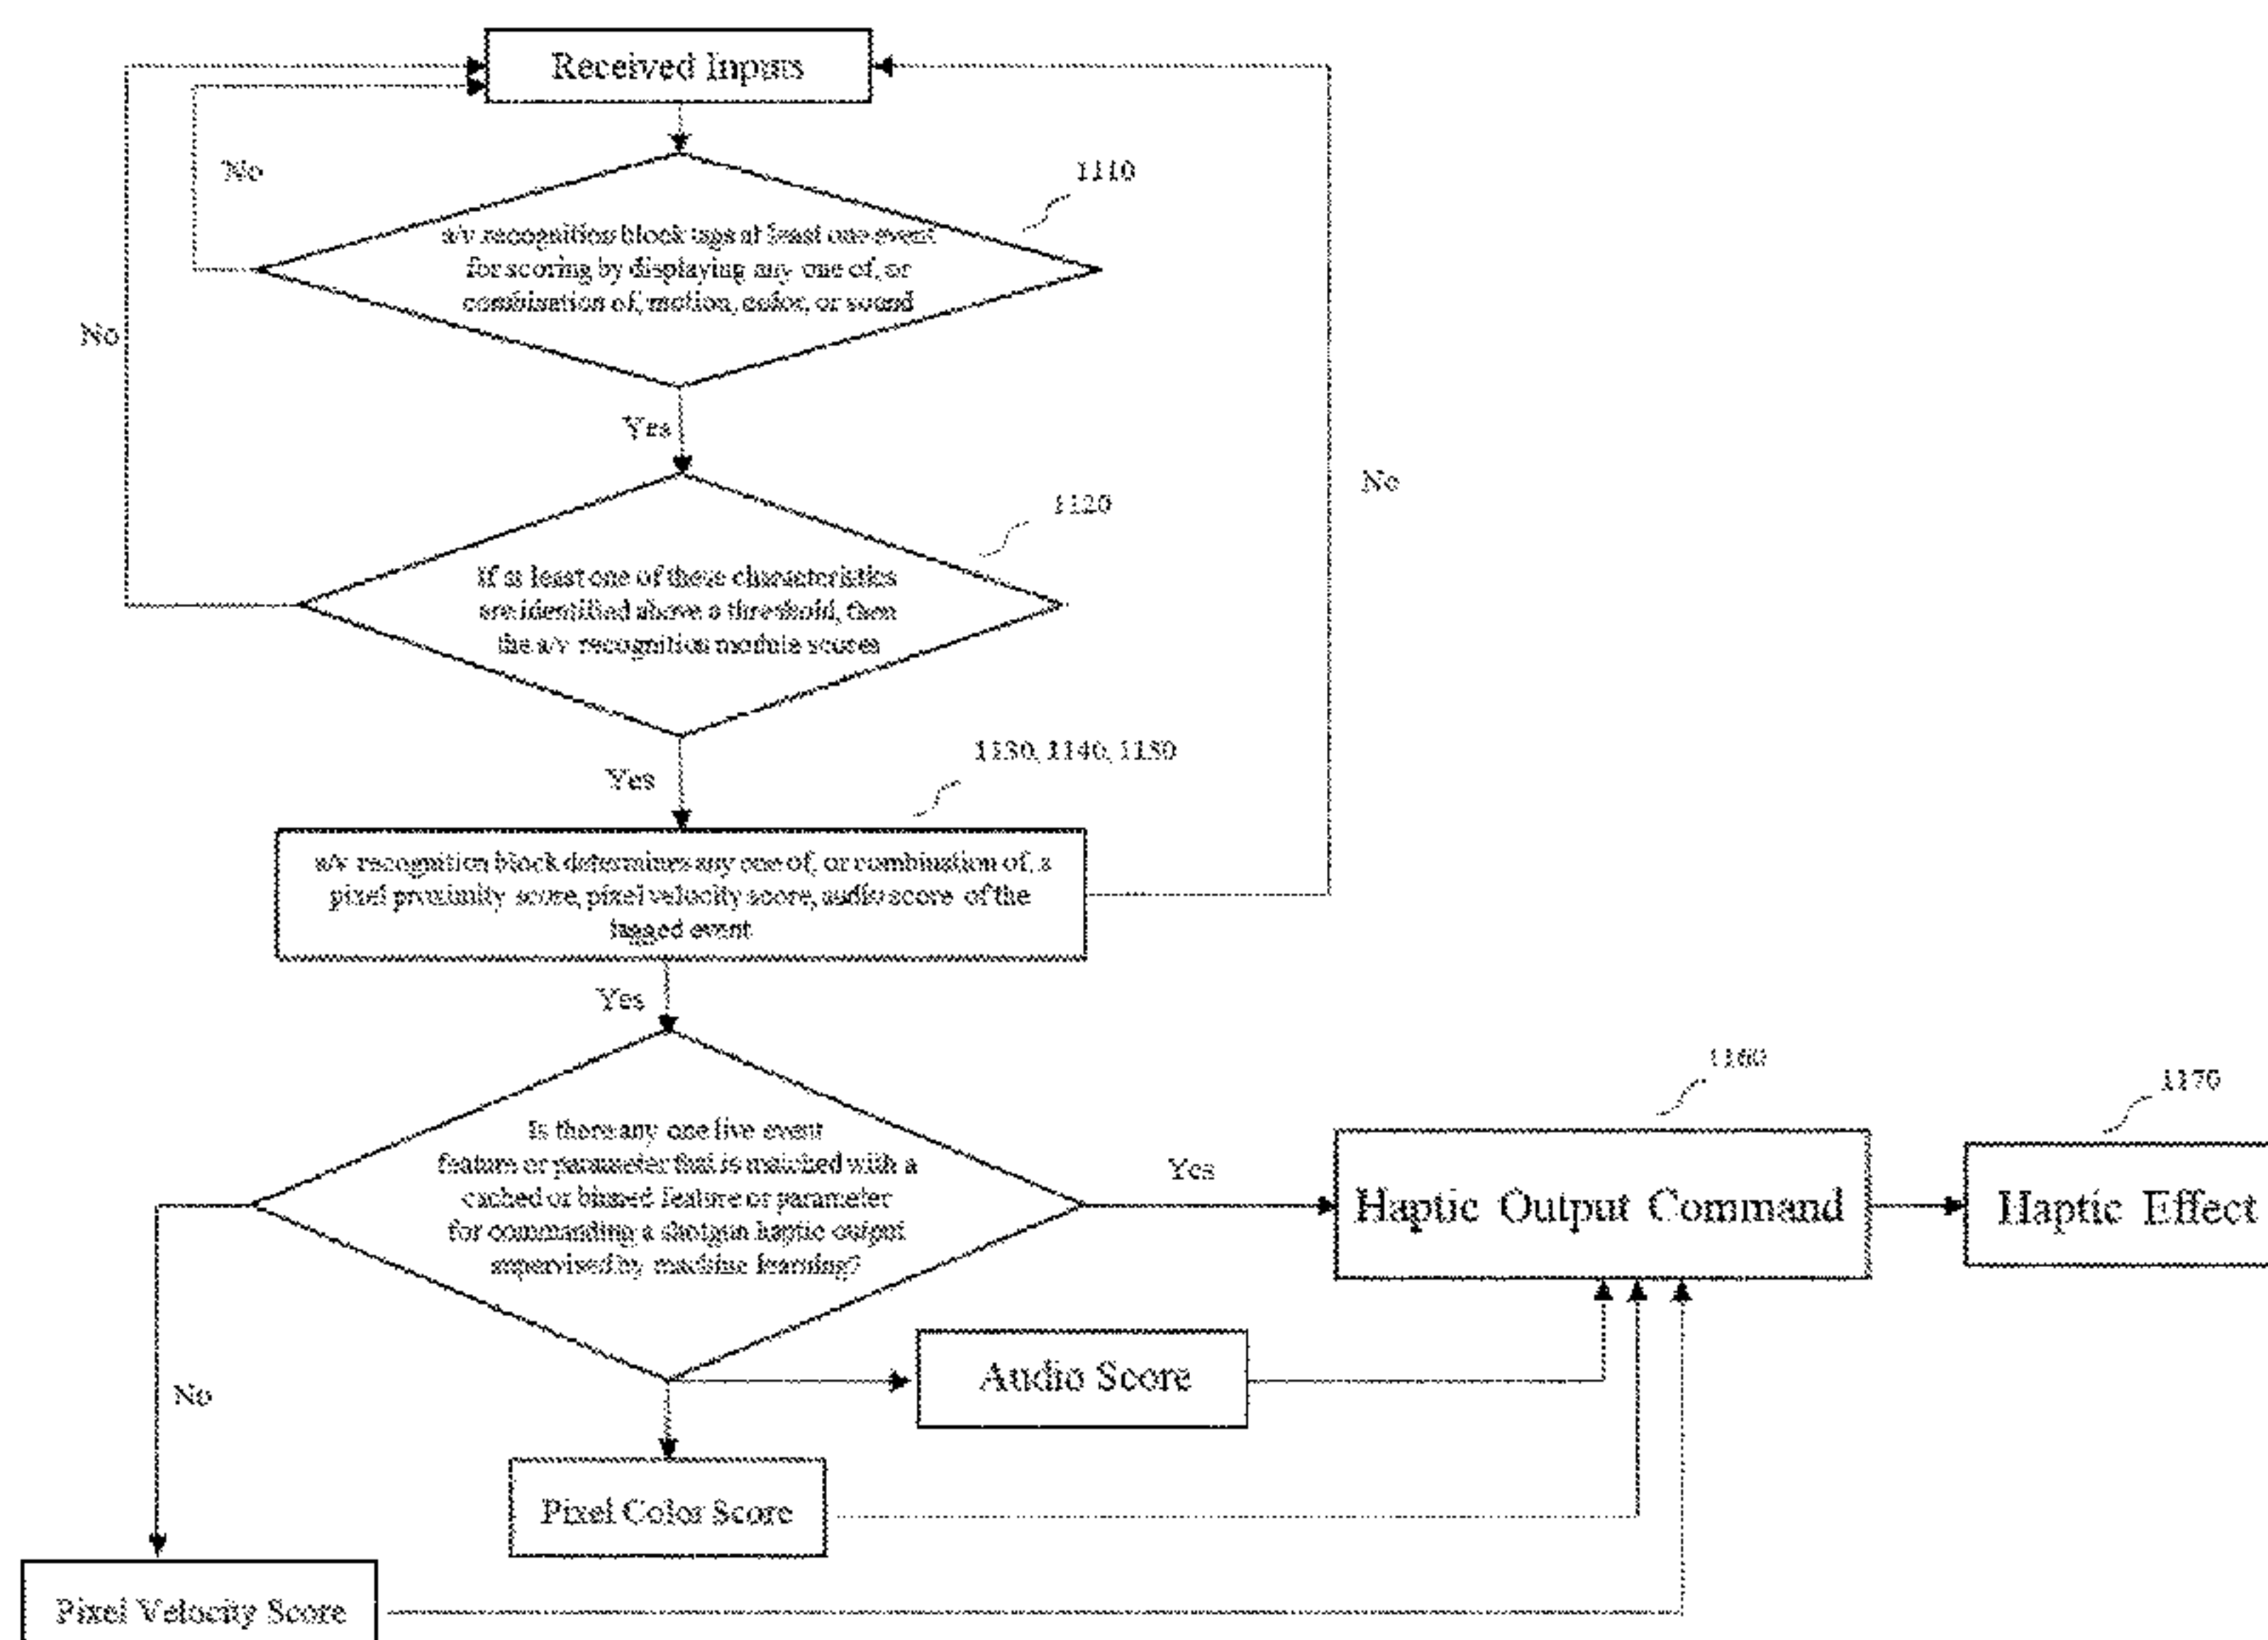 Received Inputs
No
1110
a/v recognition block tags at least one event
for scoring by displaying any one of, or
combination of, motion, color, or sound
No
Yes
No
1120
If at least one of these characteristics
are identified above a threshold, then
the a/v recognition module scores
1130, 1140, 1150
Yes
a/v recognition block determines any one of, or combination of, a
pixel proximity score, pixel velocity score, audio score of the
tagged event
Yes
1160
1170
Is there any one live event
feature or parameter that is matched with a
cached or binned feature or parameter
for commanding a shotgun haptic output
supervised by machine learning?
Yes
Haptic Output Command
Haptic Effect
No
Audio Score
Pixel Color Score
Pixel Velocity Score